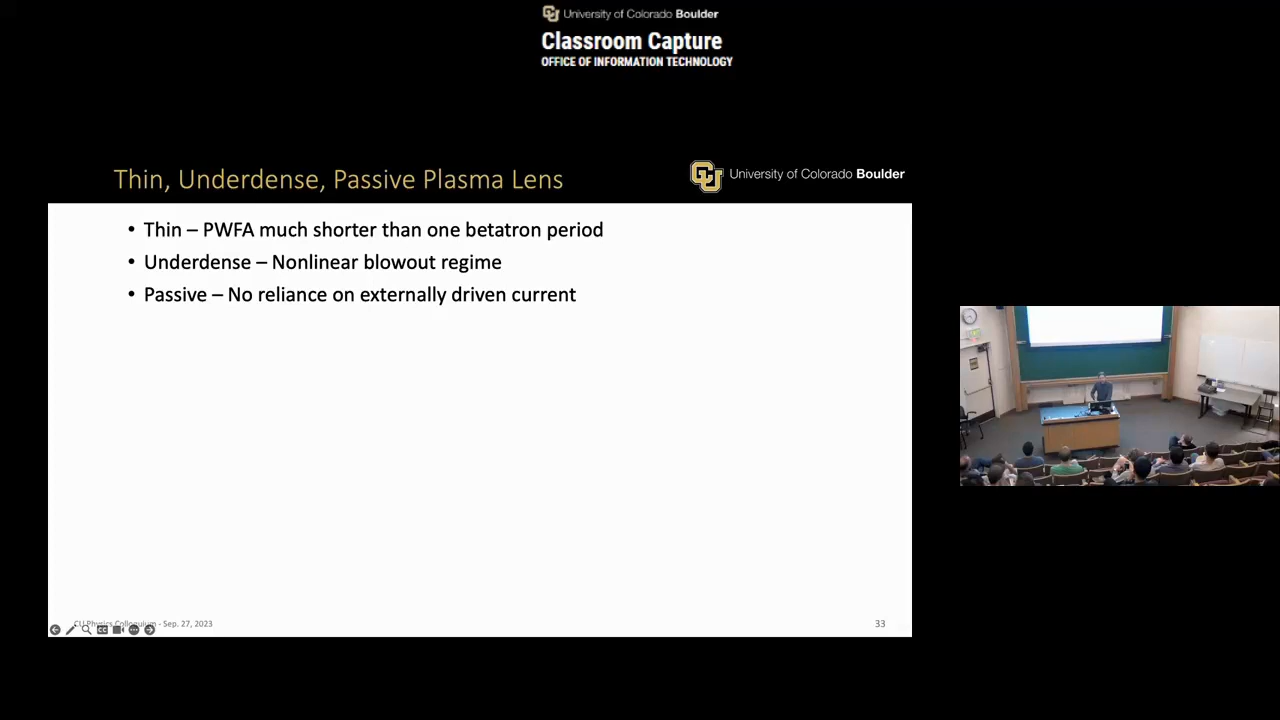 University of Colorado Boulder
Classroom Capture
OFFICE OF INFORMATION TECHNOLOGY
Thin, Underdense, Passive Plasma Lens
University of Colorado Boulder
• Thin – PWFA much shorter than one betatron period
• Underdense – Nonlinear blowout regime
• Passive – No reliance on externally driven current
CU Physics Colloquium - Sep. 27, 2023
33